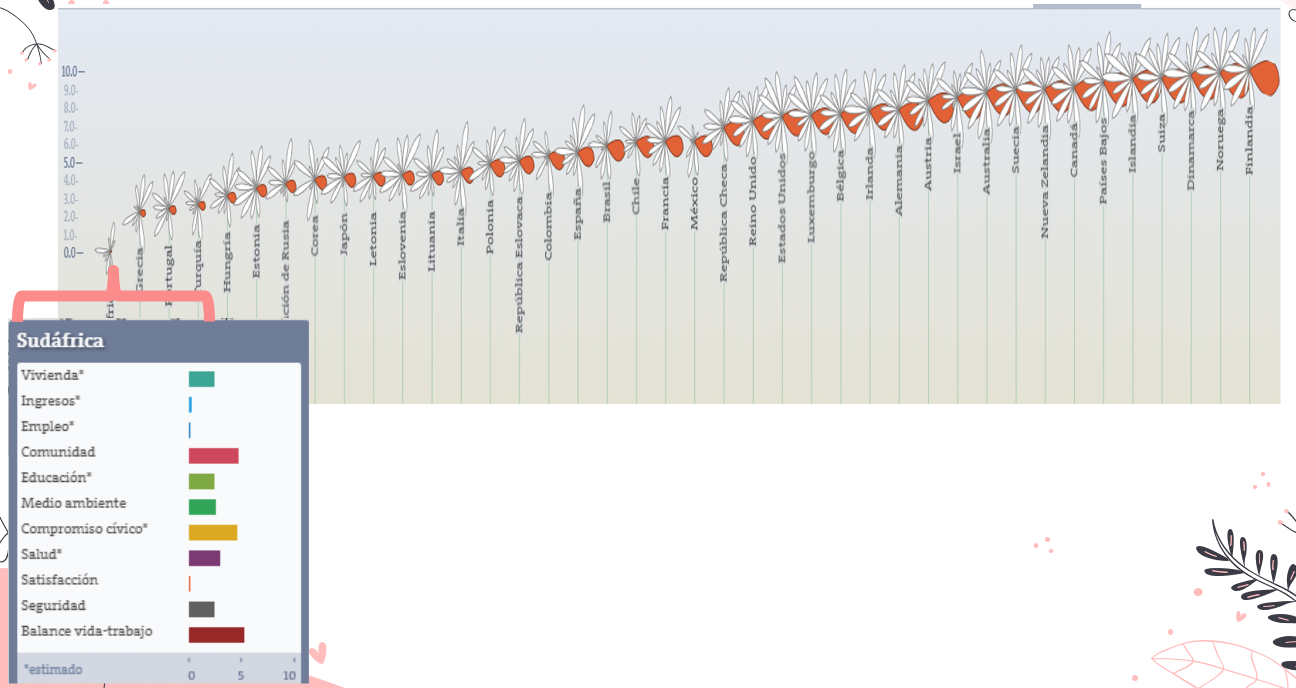 10.0
9.0
8.0
7.0
6.0
5.0
4.0
3.0
2.0
1.0
0.0
Grecia
Portugal
Turquía
Hungría
Estonia
Corea
Japón
Letonia
Eslovenia
Lituania
Italia
Polonia
República Eslovaca
Colombia
España
Brasil
Chile
Francia
México
República Checa
Reino Unido
Estados Unidos
Luxemburgo
Bélgica
Irlanda
Alemania
Austria
Israel
Australia
Suecia
Nueva Zelandia
Canadá
Países Bajos
Islandia
Suiza
Dinamarca
Noruega
Finlandia
ción de Rusia
Sudáfrica
Vivienda*
Ingresos*
Empleo*
Comunidad
Educación*
Medio ambiente
Compromiso cívico*
Salud*
Satisfacción
Seguridad
Balance vida-trabajo
*estimado
0 5 10